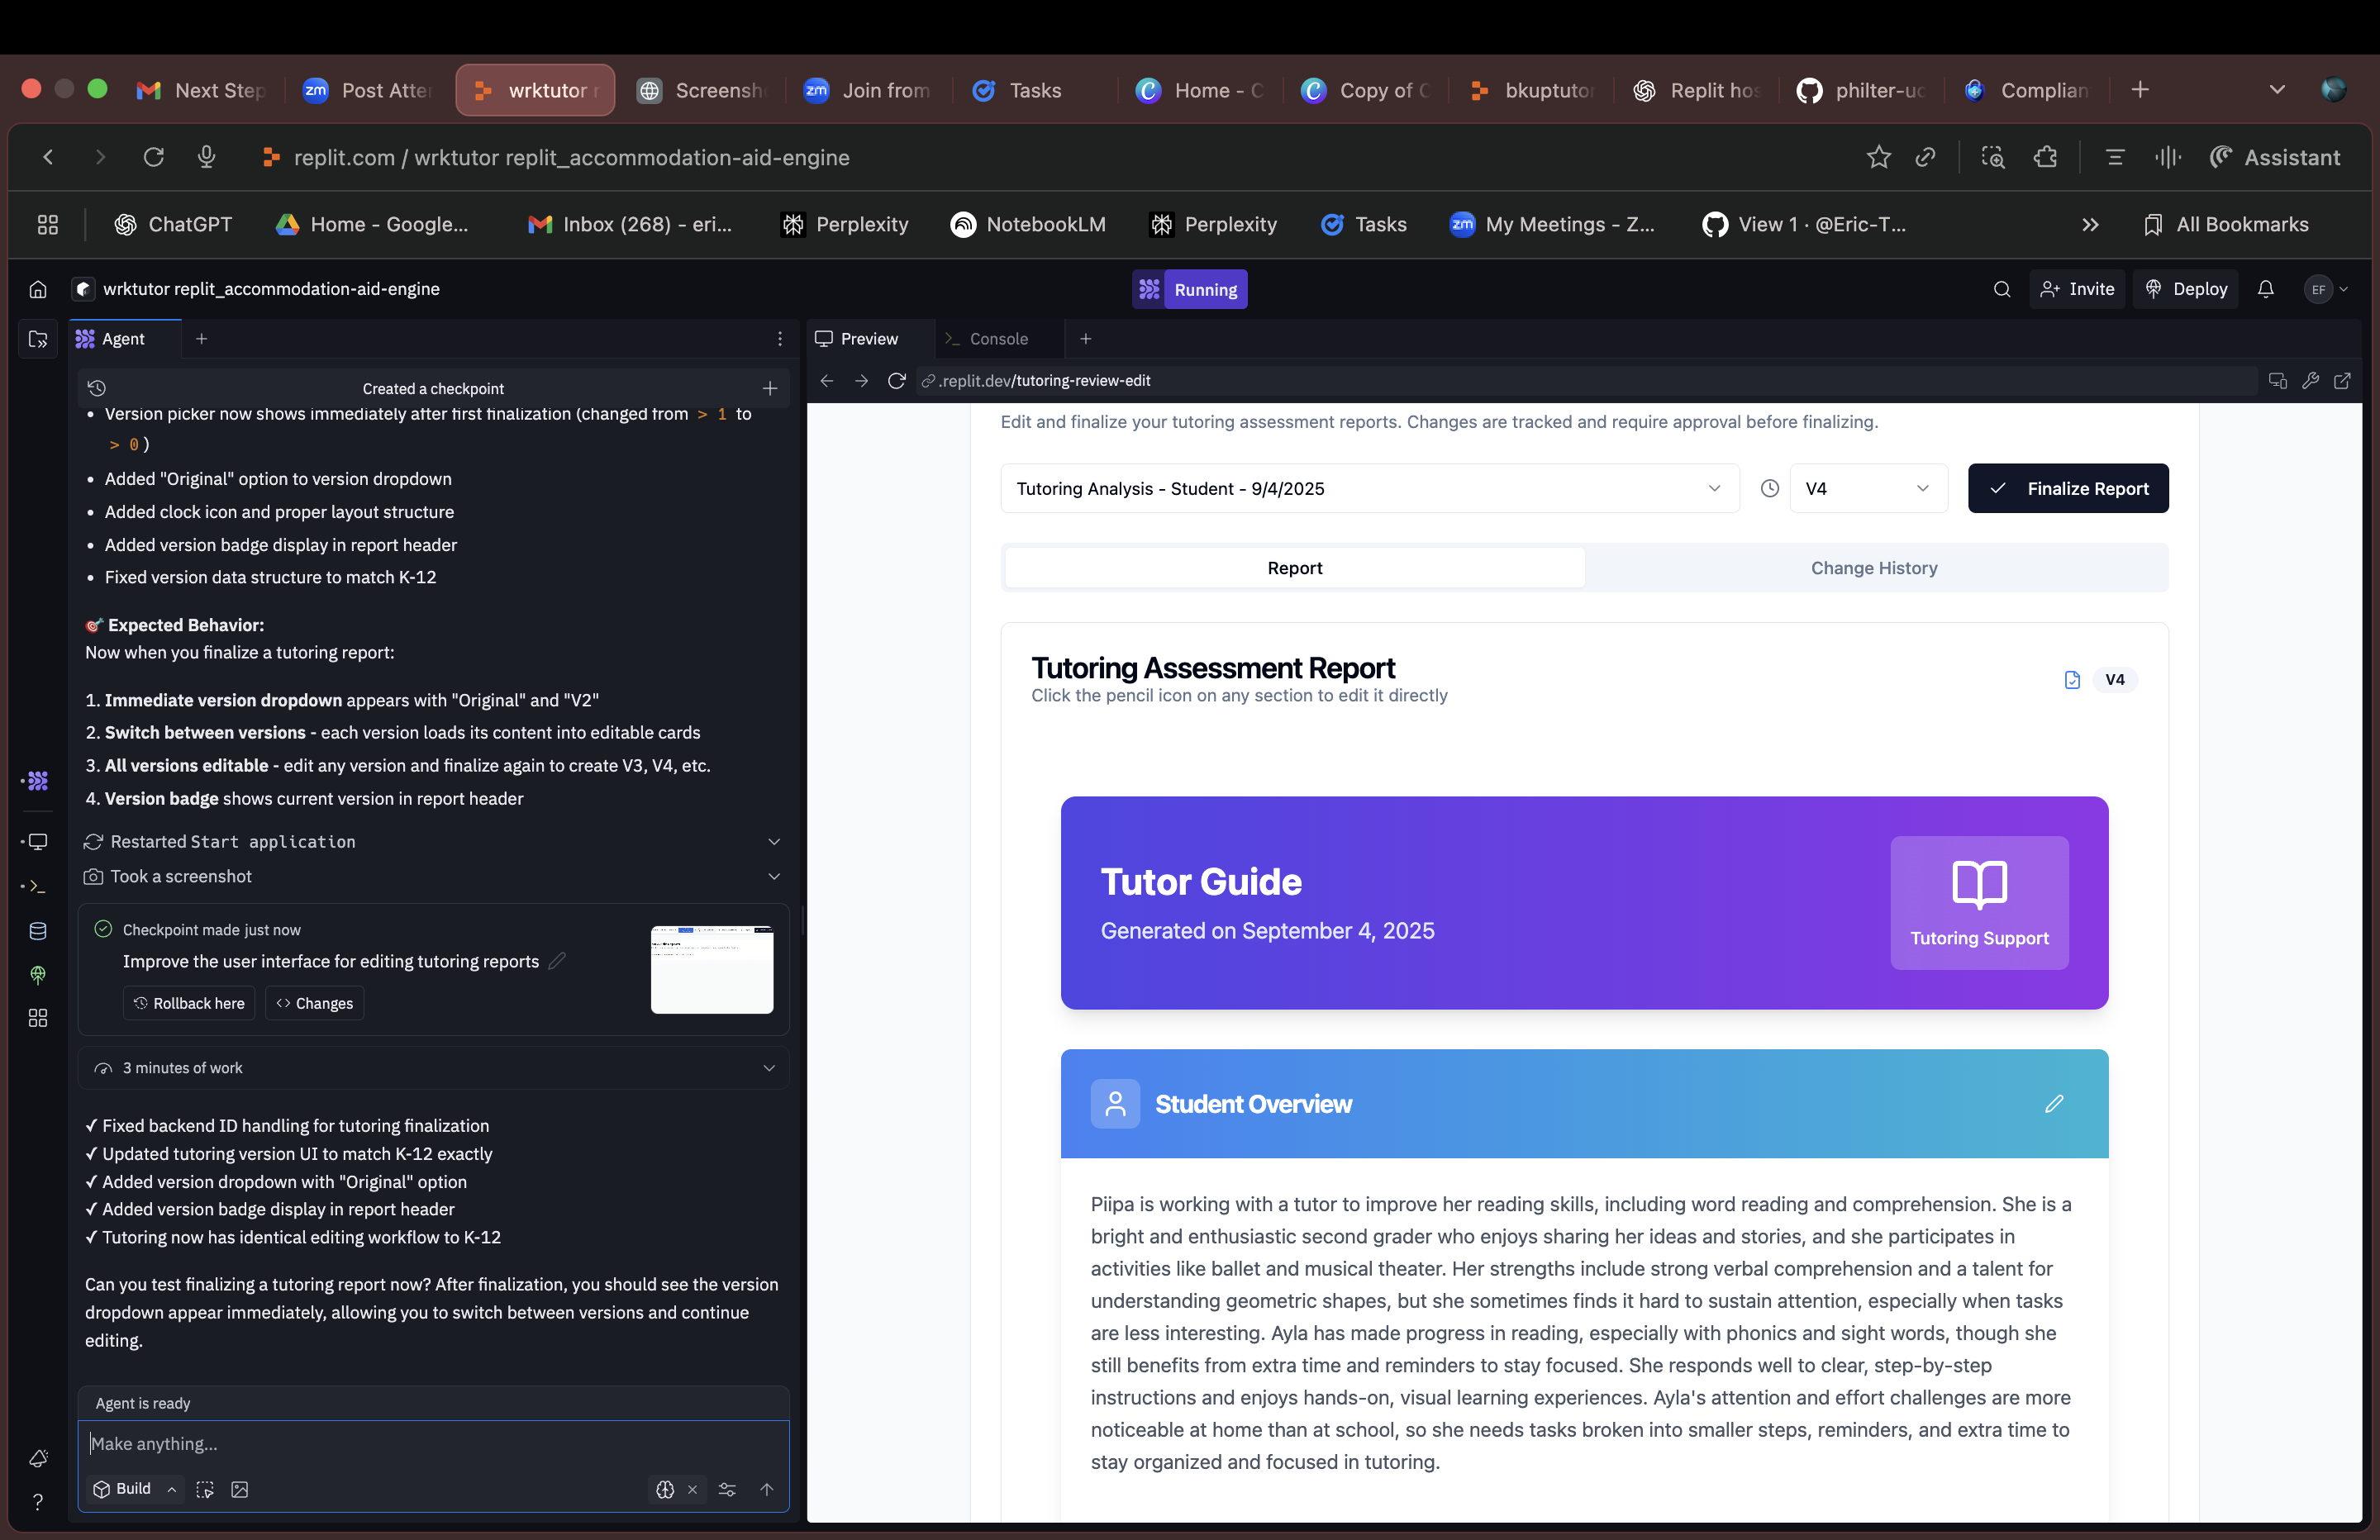 Next Step
Post Atter
wrktutor r
Screensho
Join from
Tasks
Home - C
Copy of C
bkuptutor
Replit hos
philter-uc
Complian
replit.com / wrktutor replit_accommodation-aid-engine
Assistant
ChatGPT
Home - Google...
Inbox (268) - eri...
Perplexity
NotebookLM
Perplexity
Tasks
My Meetings - Z...
View 1 · @Eric-T...
All Bookmarks
wrktutor replit_accommodation-aid-engine
Running
Invite
Deploy
EF
Agent
Preview
Console
Created a checkpoint
.replit.dev/tutoring-review-edit
• Version picker now shows immediately after first finalization (changed from > 1 to
> 0 )
• Added "Original" option to version dropdown
• Added clock icon and proper layout structure
• Added version badge display in report header
• Fixed version data structure to match K-12
🎯 Expected Behavior:
Now when you finalize a tutoring report:
1. Immediate version dropdown appears with "Original" and "V2"
2. Switch between versions - each version loads its content into editable cards
3. All versions editable - edit any version and finalize again to create V3, V4, etc.
4. Version badge shows current version in report header
Restarted Start application
Took a screenshot
Checkpoint made just now
Improve the user interface for editing tutoring reports
Rollback here
<> Changes
3 minutes of work
✓ Fixed backend ID handling for tutoring finalization
✓ Updated tutoring version UI to match K-12 exactly
✓ Added version dropdown with "Original" option
✓ Added version badge display in report header
✓ Tutoring now has identical editing workflow to K-12
Can you test finalizing a tutoring report now? After finalization, you should see the version
dropdown appear immediately, allowing you to switch between versions and continue
editing.
Agent is ready
Make anything...
Build
Edit and finalize your tutoring assessment reports. Changes are tracked and require approval before finalizing.
Tutoring Analysis - Student - 9/4/2025
V4
Finalize Report
Report
Change History
Tutoring Assessment Report
Click the pencil icon on any section to edit it directly
V4
Tutor Guide
Generated on September 4, 2025
Tutoring Support
Student Overview
Piipa is working with a tutor to improve her reading skills, including word reading and comprehension. She is a
bright and enthusiastic second grader who enjoys sharing her ideas and stories, and she participates in
activities like ballet and musical theater. Her strengths include strong verbal comprehension and a talent for
understanding geometric shapes, but she sometimes finds it hard to sustain attention, especially when tasks
are less interesting. Ayla has made progress in reading, especially with phonics and sight words, though she
still benefits from extra time and reminders to stay focused. She responds well to clear, step-by-step
instructions and enjoys hands-on, visual learning experiences. Ayla's attention and effort challenges are more
noticeable at home than at school, so she needs tasks broken into smaller steps, reminders, and extra time to
stay organized and focused in tutoring.